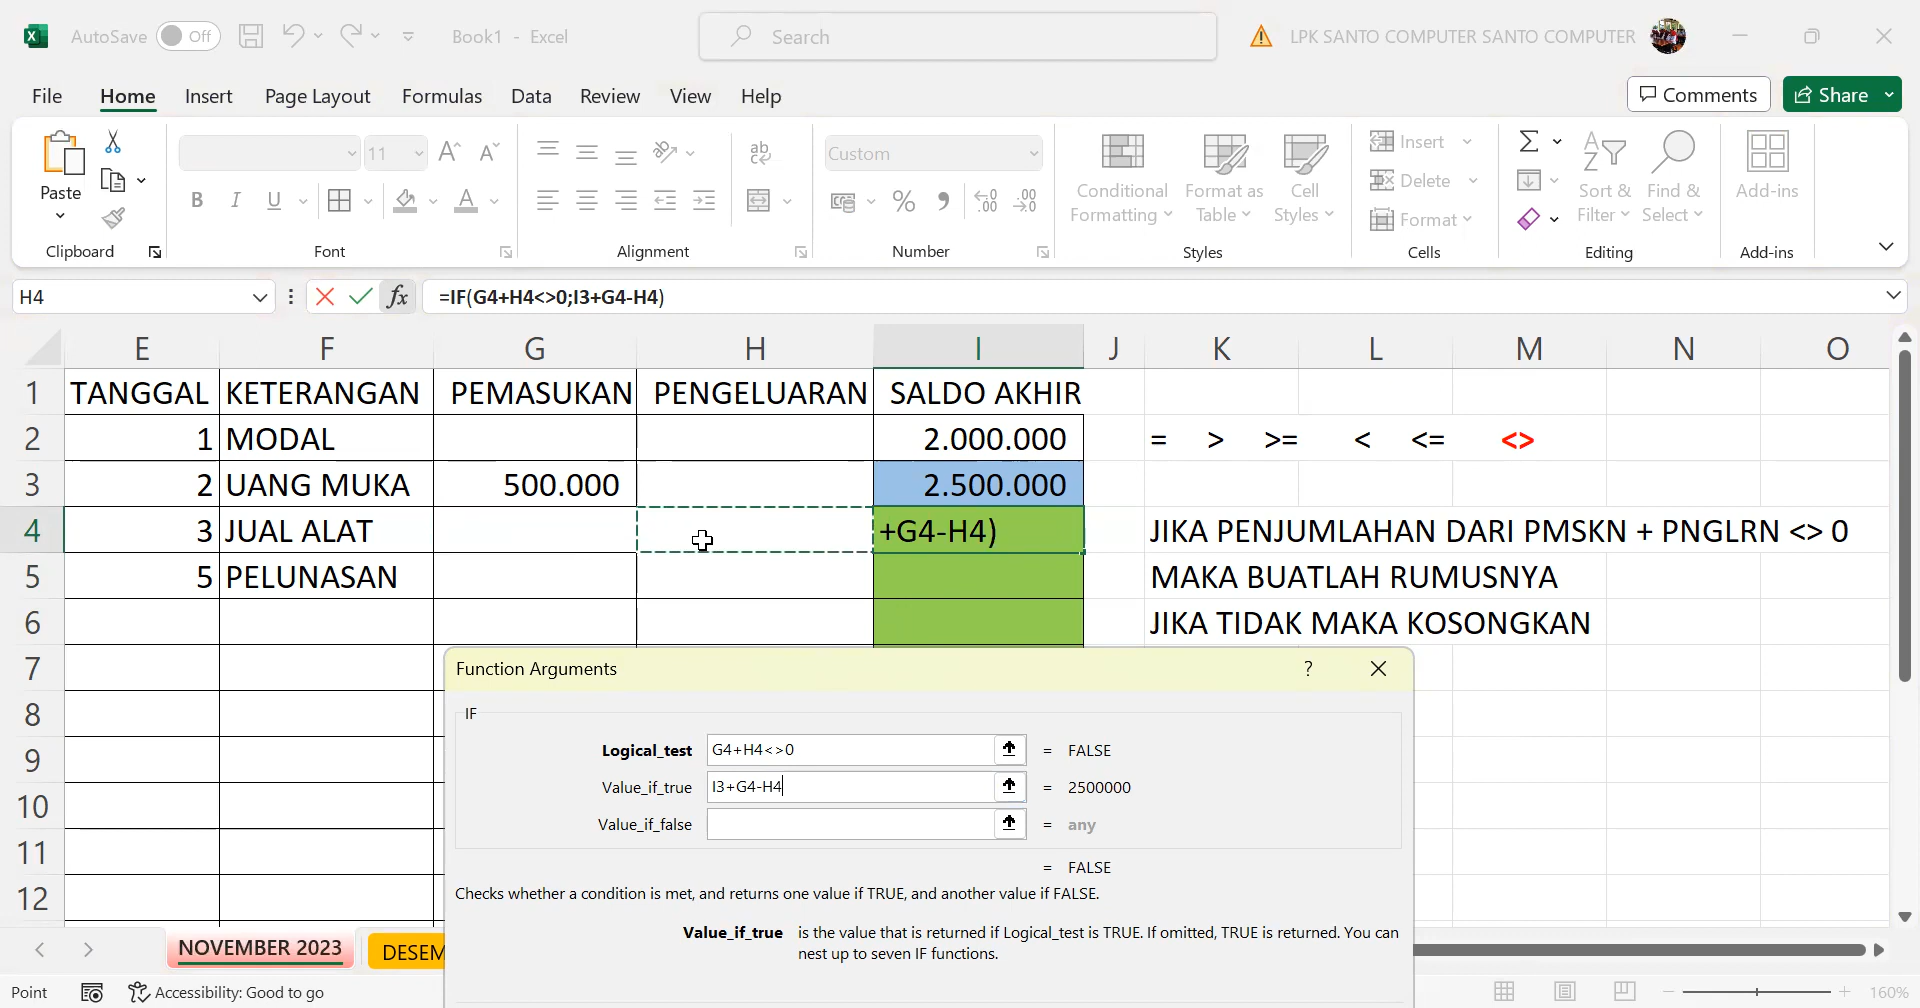 AutoSave Off Book1 - Excel Search LPK SANTO COMPUTER SANTO COMPUTER
File Home Insert Page Layout Formulas Data Review View Help Comments Share
Paste 11 A A ab Custom Conditional Formatting Format as Table Cell Styles Insert Delete Format Sort & Filter Find & Select Add-ins
B I U A % .00
Clipboard Font Alignment Number Styles Cells Editing Add-ins
H4 fx =IF(G4+H4<>0;I3+G4-H4)
E F G H I J K L M N O
1 TANGGAL KETERANGAN PEMASUKAN PENGELUARAN SALDO AKHIR
2 1 MODAL 2.000.000 = > >= < <= <>
3 2 UANG MUKA 500.000 2.500.000
4 3 JUAL ALAT +G4-H4) JIKA PENJUMLAHAN DARI PMSKN + PNGLRN <> 0
5 5 PELUNASAN MAKA BUATLAH RUMUSNYA
6 JIKA TIDAK MAKA KOSONGKAN
7
8
9
10
11
12
Function Arguments ?
IF
Logical_test G4+H4<>0 = FALSE
Value_if_true I3+G4-H4 = 2500000
Value_if_false = any
= FALSE
Checks whether a condition is met, and returns one value if TRUE, and another value if FALSE.
Value_if_true is the value that is returned if Logical_test is TRUE. If omitted, TRUE is returned. You can
nest up to seven IF functions.
NOVEMBER 2023 DESEM
Point Accessibility: Good to go 160%